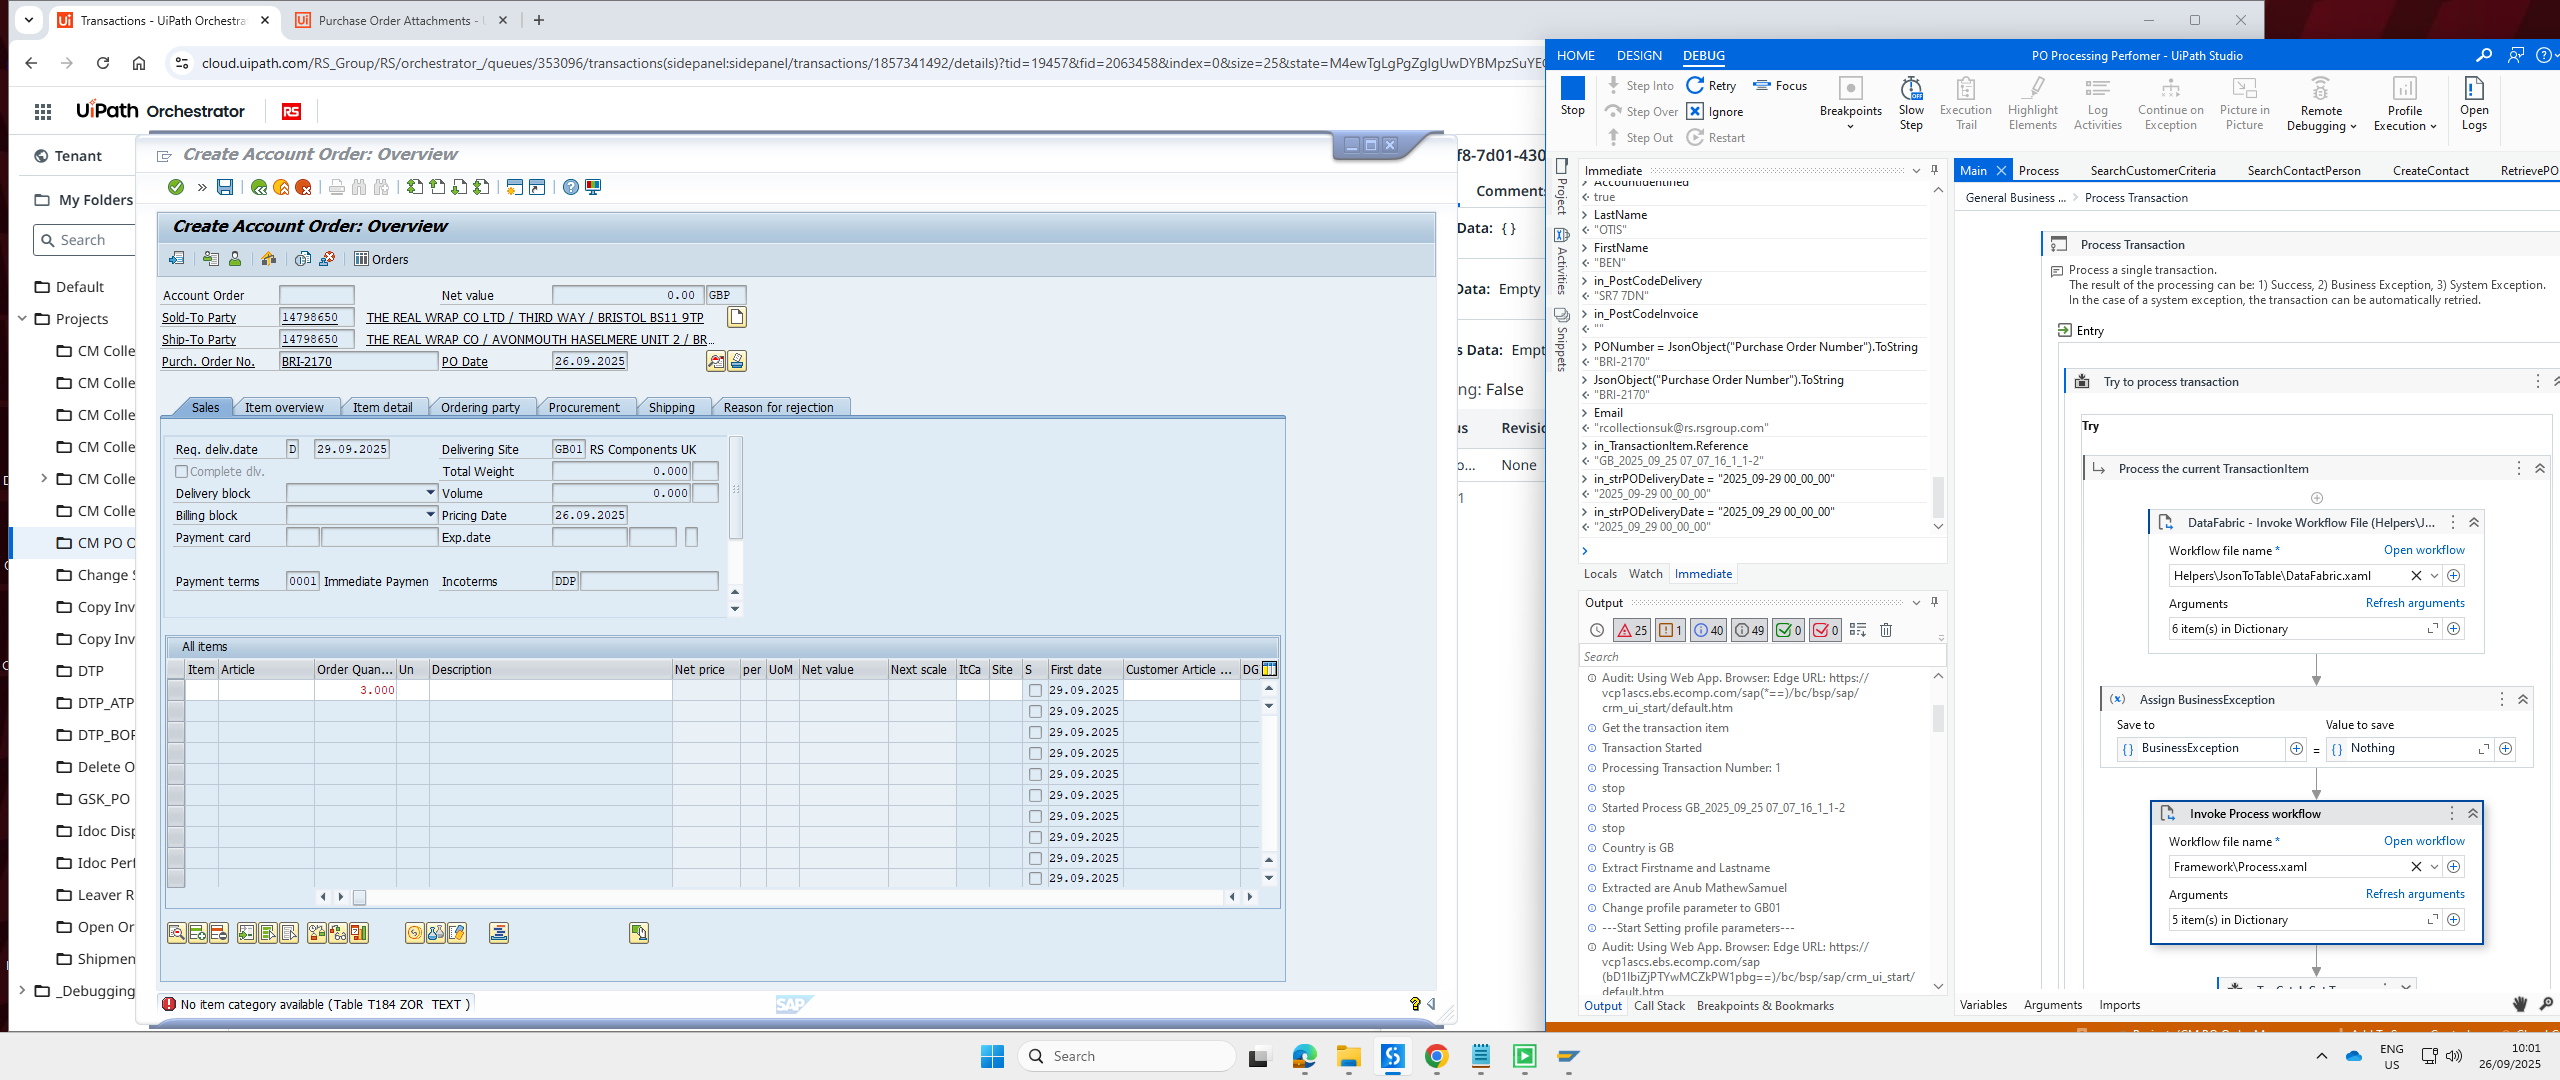 Transactions - UiPath Orchestra
Purchase Order Attachments -
cloud.uipath.com/RS_Group/RS/orchestrator_/queues/353096/transactions(sidepanel:sidepanel/transactions/1857341492/details)?tid=19457&fid=2063458&index=0&size=25&state=M4ewTgLgPgZgIgUwDYBMpzSuYE
UiPath Orchestrator
RS
Tenant
My Folders
Search
Default
Projects
CM Colle
CM Colle
CM Colle
CM Colle
CM Colle
CM Colle
CM PO O
Change S
Copy Inv
Copy Inv
DTP
DTP_ATP
DTP_BOF
Delete O
GSK_PO
Idoc Disp
Idoc Perf
Leaver R
Open Or
Shipmen
_Debugging
Create Account Order: Overview
Create Account Order: Overview
Orders
Account Order
Net value 0.00 GBP
Sold-To Party 14798650 THE REAL WRAP CO LTD / THIRD WAY / BRISTOL BS11 9TP
Ship-To Party 14798650 THE REAL WRAP CO / AVONMOUTH HASELMERE UNIT 2 / BR...
Purch. Order No. BRI-2170 PO Date 26.09.2025
Sales Item overview Item detail Ordering party Procurement Shipping Reason for rejection
Req. deliv.date D 29.09.2025 Delivering Site GB01 RS Components UK
Complete dlv. Total Weight 0.000
Delivery block Volume 0.000
Billing block Pricing Date 26.09.2025
Payment card Exp.date
Payment terms 0001 Immediate Paymen Incoterms DDP
All items
Item Article Order Quan... Un Description Net price per UoM Net value Next scale ItCa Site S First date Customer Article ... DG
3.000 29.09.2025
29.09.2025
29.09.2025
29.09.2025
29.09.2025
29.09.2025
29.09.2025
29.09.2025
29.09.2025
29.09.2025
No item category available (Table T184 ZOR TEXT )
SAP
f8-7d01-430
Comments
Data: {}
Data: Empty
s Data: Empt
ng: False
us Revisio
o... None
1
HOME DESIGN DEBUG
PO Processing Perfomer - UiPath Studio
Stop
Step Into
Step Over
Step Out
Retry
Ignore
Restart
Focus
Breakpoints
Slow Step
Execution Trail
Highlight Elements
Log Activities
Continue on Exception
Picture in Picture
Remote Debugging
Profile Execution
Open Logs
Project
Activities
Snippets
Immediate
AccountIdentified
true
LastName
"OTIS"
FirstName
"BEN"
in_PostCodeDelivery
"SR7 7DN"
in_PostCodeInvoice
""
PONumber = JsonObject("Purchase Order Number").ToString
"BRI-2170"
JsonObject("Purchase Order Number").ToString
"BRI-2170"
Email
"rcollectionsuk@rs.rsgroup.com"
in_TransactionItem.Reference
"GB_2025_09_25 07_07_16_1_1-2"
in_strPODeliveryDate = "2025_09-29 00_00_00"
"2025_09-29 00_00_00"
in_strPODeliveryDate = "2025_09_29 00_00_00"
"2025_09_29 00_00_00"
Locals Watch Immediate
Output
25 1 40 49 0 0
Search
Audit: Using Web App. Browser: Edge URL: https://
vcp1ascs.ebs.ecomp.com/sap(*==)/bc/bsp/sap/
crm_ui_start/default.htm
Get the transaction item
Transaction Started
Processing Transaction Number: 1
stop
Started Process GB_2025_09_25 07_07_16_1_1-2
stop
Country is GB
Extract Firstname and Lastname
Extracted are Anub MathewSamuel
Change profile parameter to GB01
---Start Setting profile parameters---
Audit: Using Web App. Browser: Edge URL: https://
vcp1ascs.ebs.ecomp.com/sap
(bD1lbiZjPTYwMCZkPW1pbg==)/bc/bsp/sap/crm_ui_start/
default.htm
Output Call Stack Breakpoints & Bookmarks
Main Process SearchCustomerCriteria SearchContactPerson CreateContact RetrievePO
General Business ... Process Transaction
Process Transaction
Process a single transaction.
The result of the processing can be: 1) Success, 2) Business Exception, 3) System Exception.
In the case of a system exception, the transaction can be automatically retried.
Entry
Try to process transaction
Try
Process the current TransactionItem
DataFabric - Invoke Workflow File (Helpers\J...
Workflow file name * Open workflow
Helpers\JsonToTable\DataFabric.xaml
Arguments Refresh arguments
6 item(s) in Dictionary
Assign BusinessException
Save to Value to save
BusinessException = Nothing
Invoke Process workflow
Workflow file name * Open workflow
Framework\Process.xaml
Arguments Refresh arguments
5 item(s) in Dictionary
Variables Arguments Imports
Search
ENG
US
10:01
26/09/2025